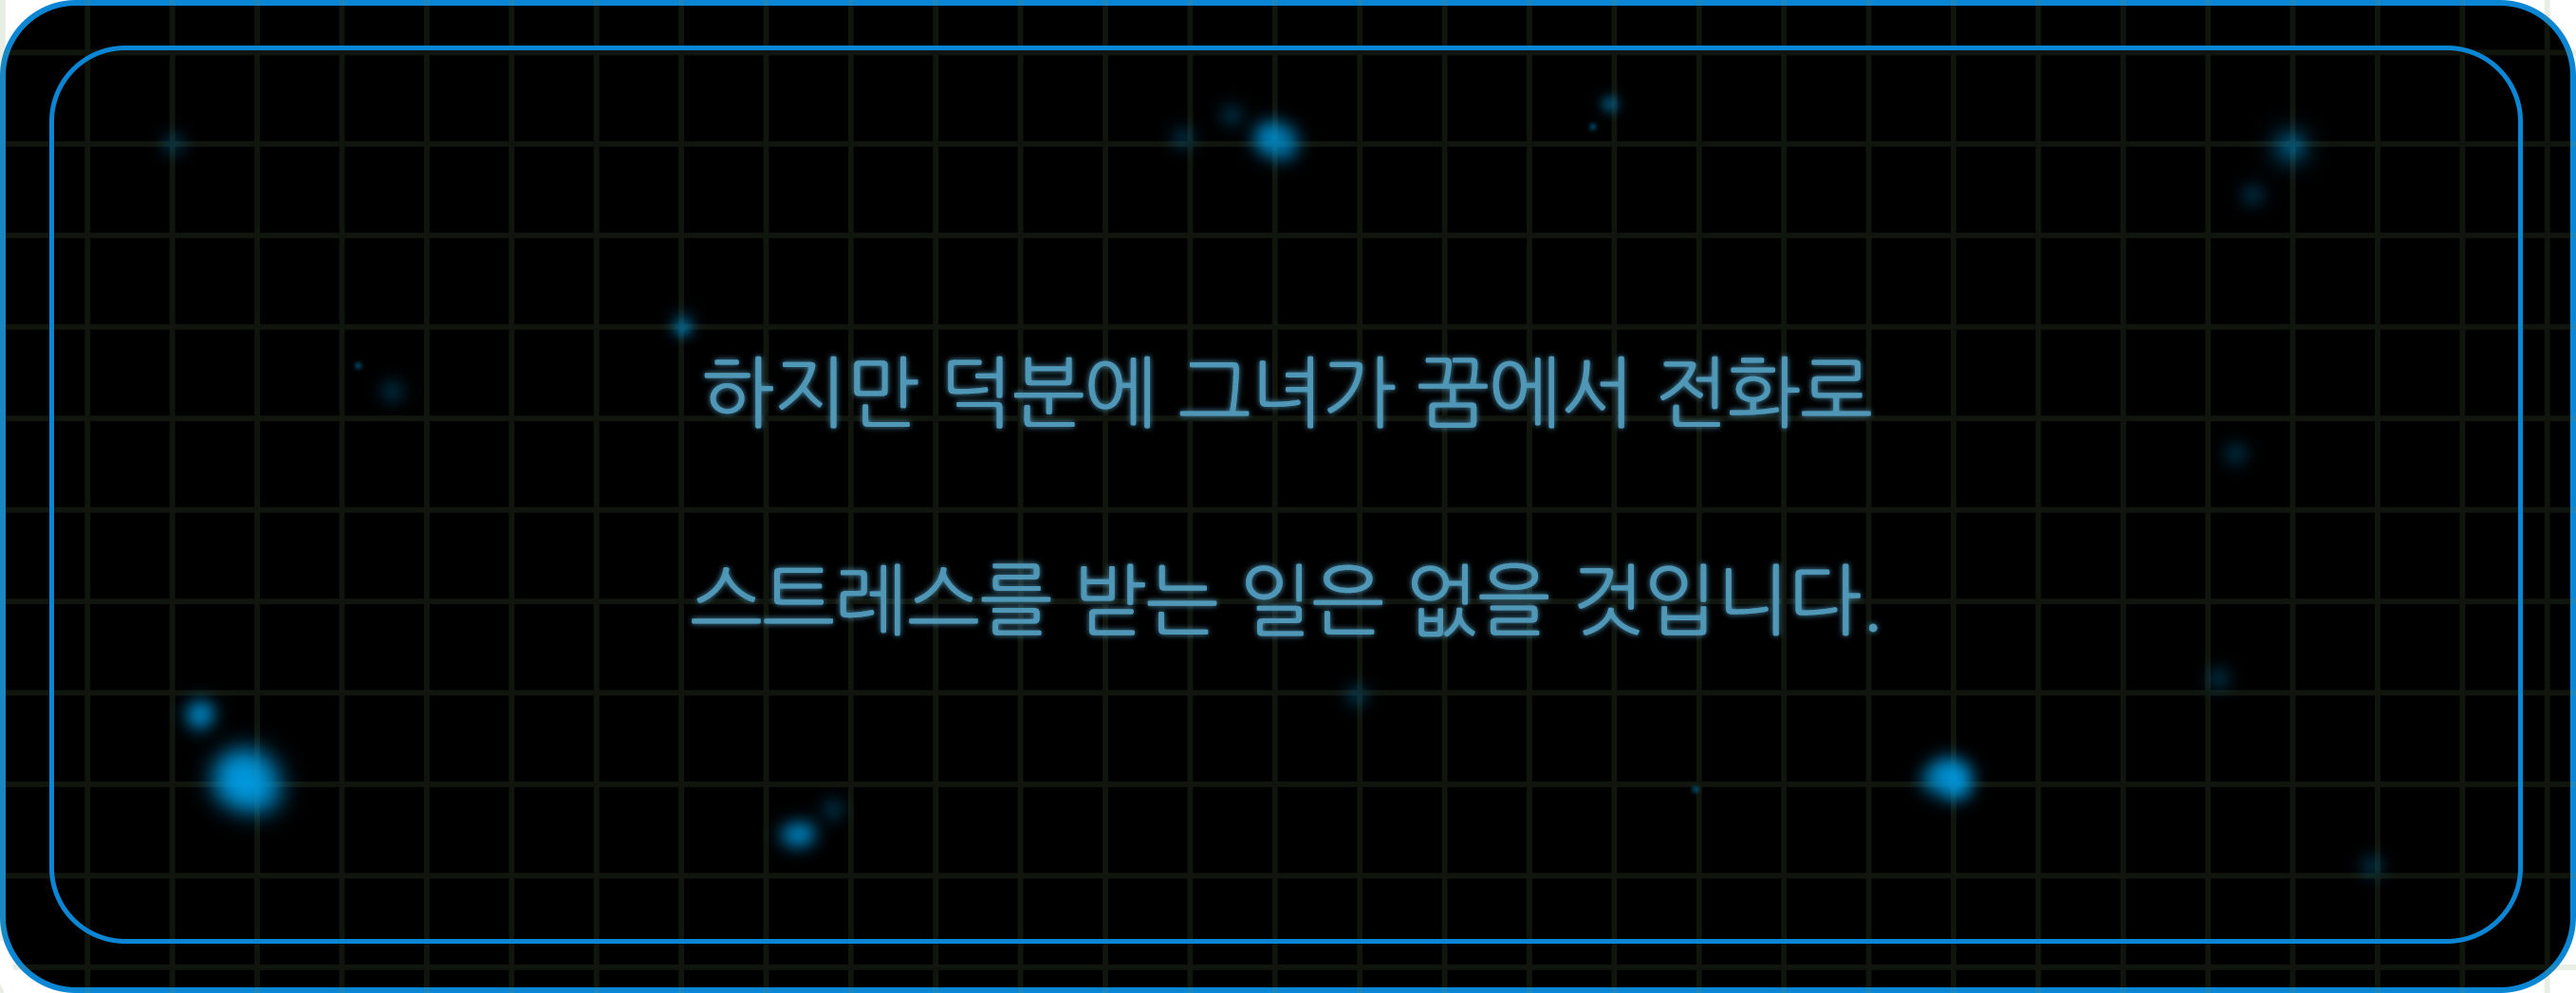 하지만 덕분에 그녀가 꿈에서 전화로
스트레스를 받는 일은 없을 것입니다.